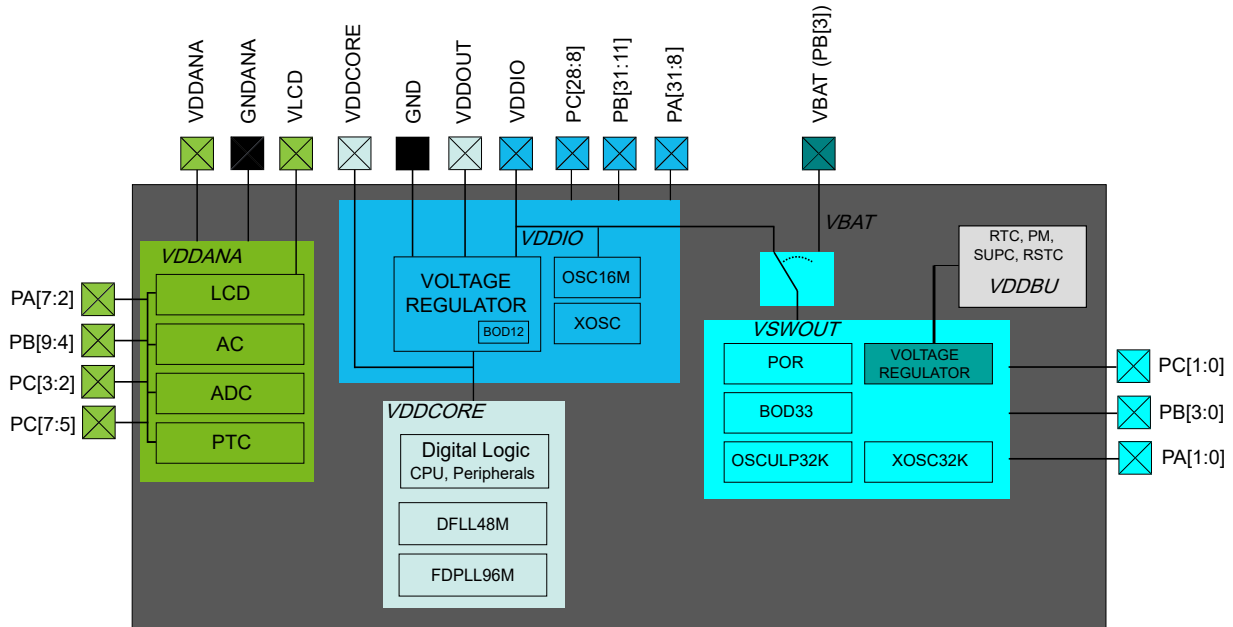 VDDANA
GNDANA
VLCD
VDDCORE
GND
VDDOUT
VDDIO
PC[28:8]
PB[31:11]
PA[31:8]
VBAT (PB[3])
VDDANA
LCD
AC
ADC
PTC
PA[7:2]
PB[9:4]
PC[3:2]
PC[7:5]
VDDIO
VOLTAGE
REGULATOR
BOD12
OSC16M
XOSC
VDDCORE
Digital Logic
CPU, Peripherals
DFLL48M
FDPLL96M
VBAT
RTC, PM,
SUPC, RSTC
VDDBU
VSWOUT
POR
VOLTAGE
REGULATOR
BOD33
OSCULP32K
XOSC32K
PC[1:0]
PB[3:0]
PA[1:0]